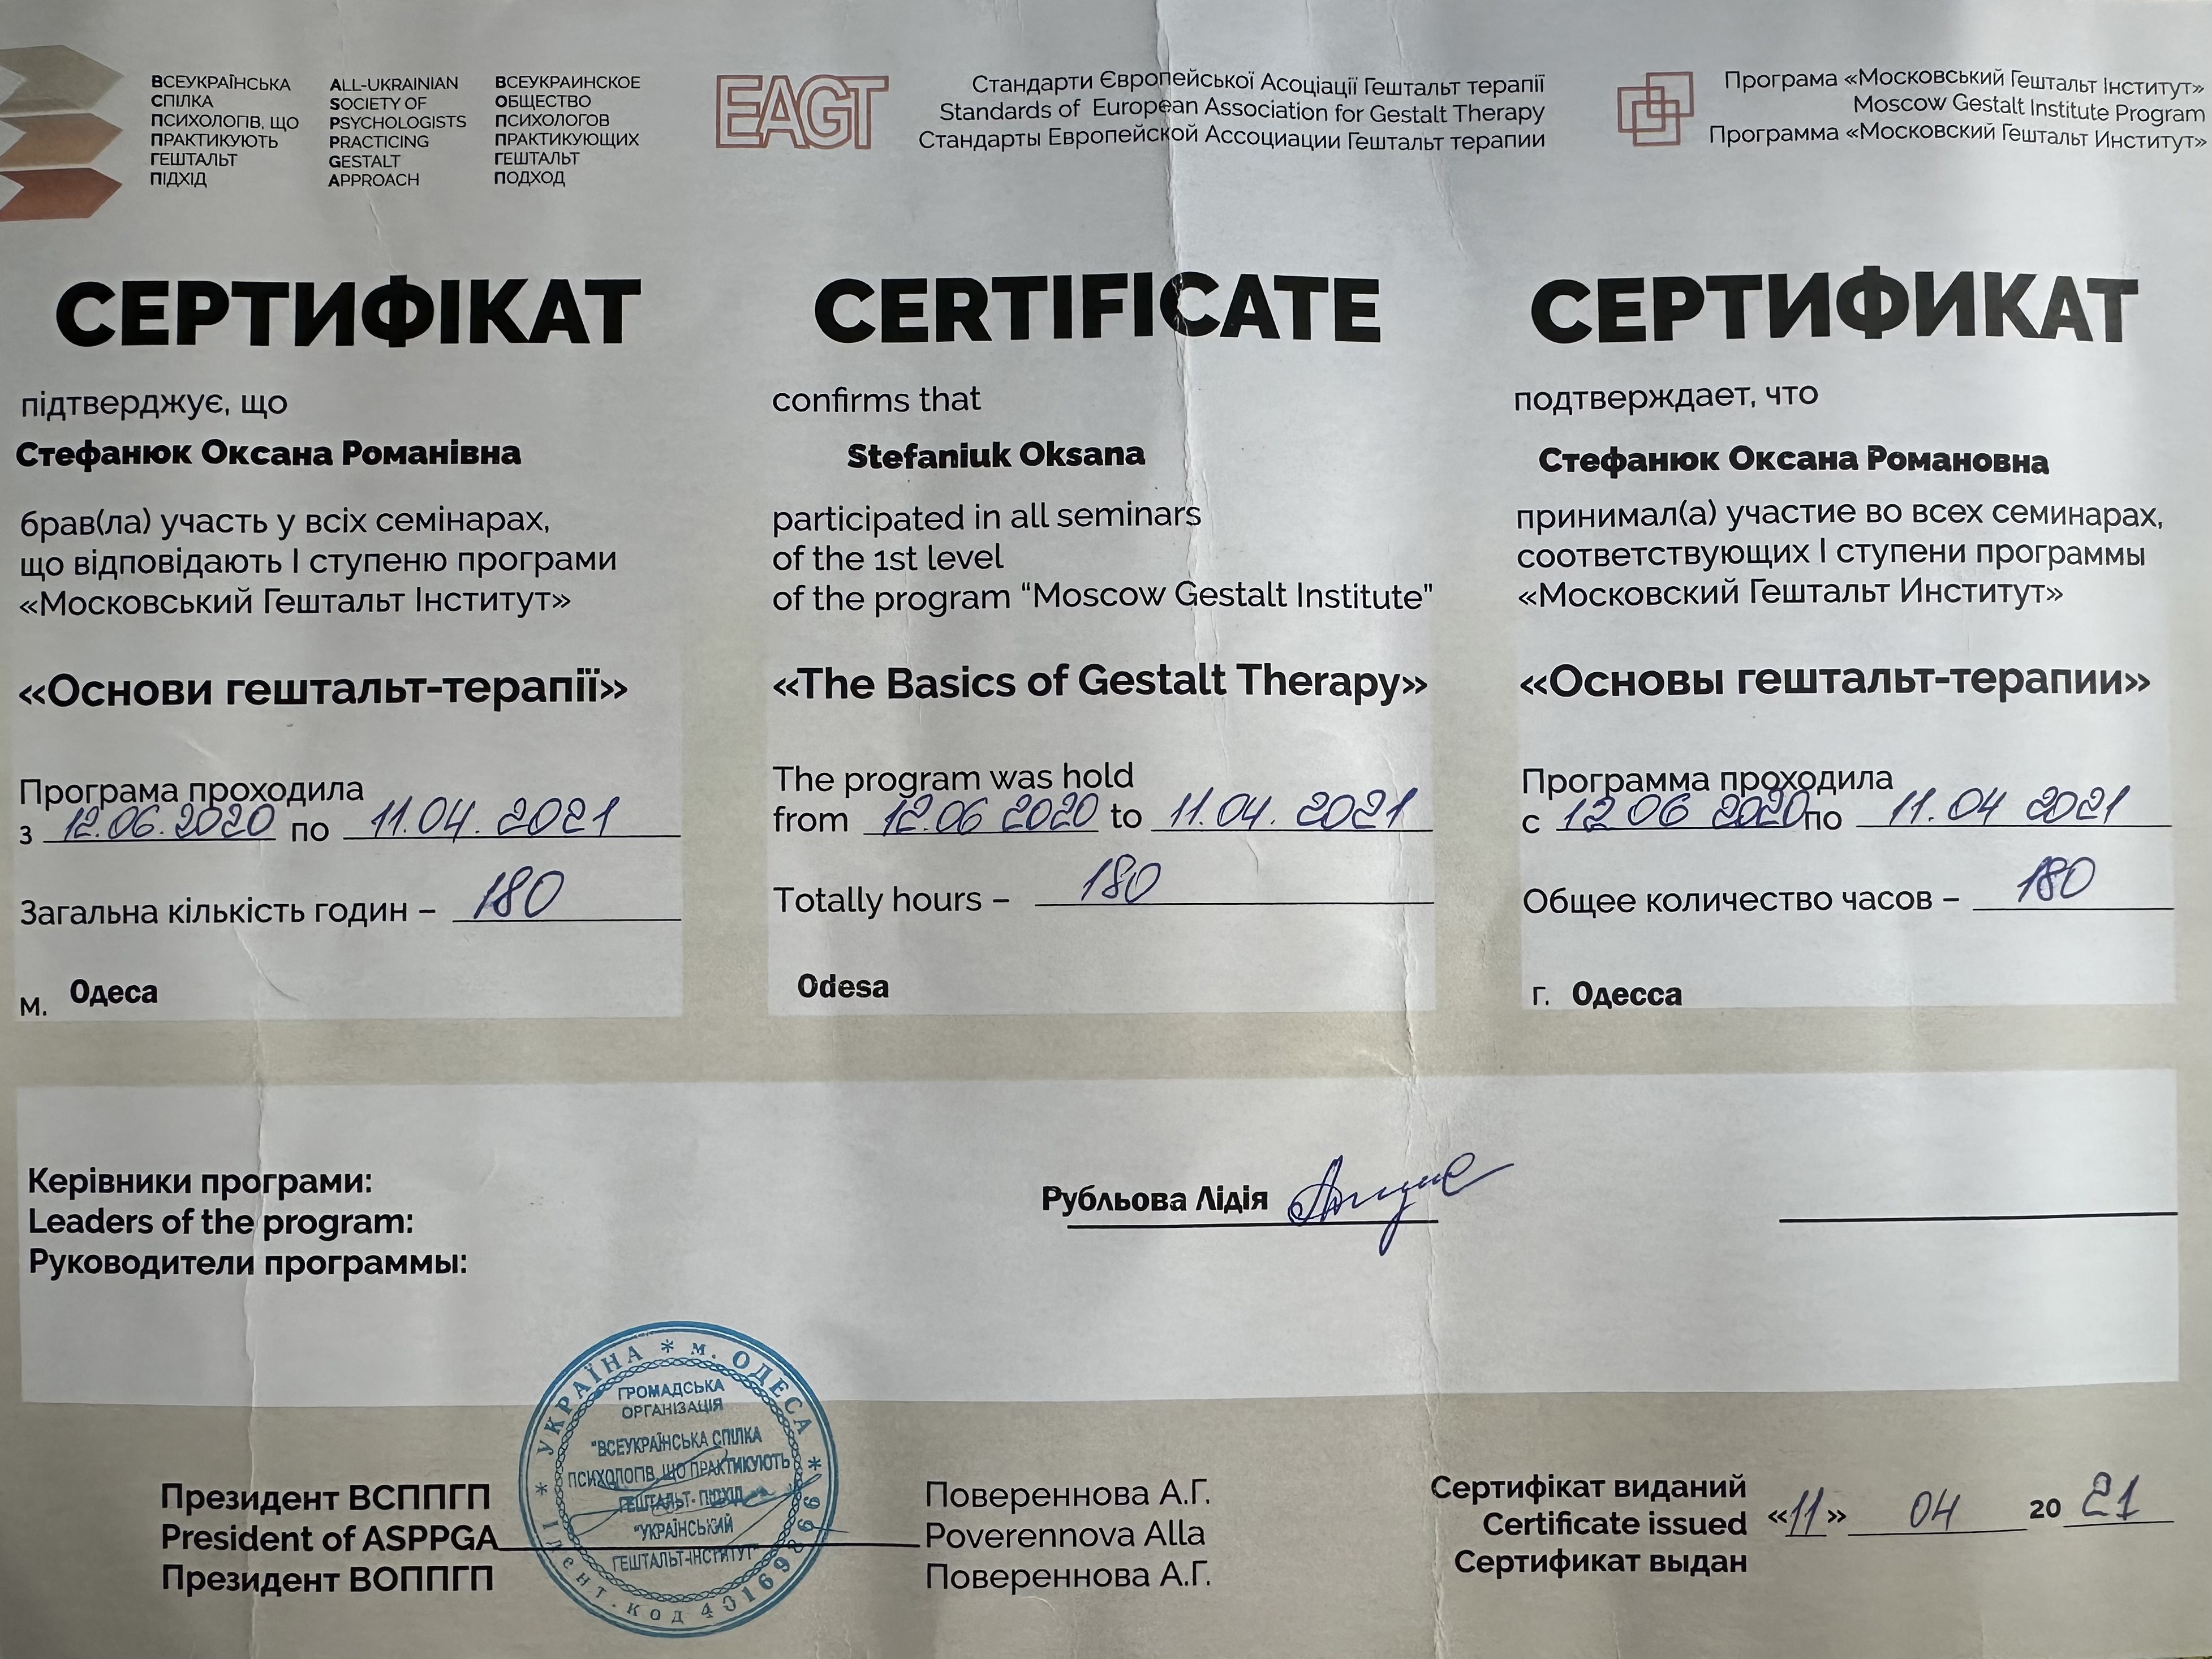 ВСЕУКРАЇНСЬКА
СПІЛКА
ПСИХОЛОГІВ, ЩО
ПРАКТИКУЮТЬ
ГЕШТАЛЬТ
ПІДХІД
ALL-UKRAINIAN
SOCIETY OF
PSYCHOLOGISTS
PRACTICING
GESTALT
APPROACH
ВСЕУКРАИНСКОЕ
ОБЩЕСТВО
ПСИХОЛОГОВ
ПРАКТИКУЮЩИХ
ГЕШТАЛЬТ
ПОДХОД
EAGT
Стандарти Європейської Асоціації Гештальт терапії
Standards of European Association for Gestalt Therapy
Стандарты Европейской Ассоциации Гештальт терапии
Програма «Московський Гештальт Інститут»
Moscow Gestalt Institute Program
Программа «Московский Гештальт Институт»
СЕРТИФІКАТ
підтверджує, що
Стефанюк Оксана Романівна
брав(ла) участь у всіх семінарах,
що відповідають І ступеню програми
«Московський Гештальт Інститут»
«Основи гештальт-терапії»
Програма проходила
з 12.06.2020 по 11.04.2021
Загальна кількість годин – 180
м. Одеса
CERTIFICATE
confirms that
Stefaniuk Oksana
participated in all seminars
of the 1st level
of the program “Moscow Gestalt Institute”
«The Basics of Gestalt Therapy»
The program was hold
from 12.06 2020 to 11.04.2021
Totally hours – 180
Odesa
СЕРТИФИКАТ
подтверждает, что
Стефанюк Оксана Романовна
принимал(а) участие во всех семинарах,
соответствующих І ступени программы
«Московский Гештальт Институт»
«Основы гештальт-терапии»
Программа проходила
с 12 06 2020 по 11.04 2021
Общее количество часов – 180
г. Одесса
Керівники програми:
Leaders of the program:
Руководители программы:
Рубльова Лідія
УКРАЇНА * м. ОДЕСА *
ГРОМАДСЬКА
ОРГАНІЗАЦІЯ
"ВСЕУКРАЇНСЬКА СПІЛКА
ПСИХОЛОГІВ, ЩО ПРАКТИКУЮТЬ
ГЕШТАЛЬТ- ПІДХІД
"УКРАЇНСЬКИЙ
ГЕШТАЛЬТ-ІНСТИТУТ"
Ідент. код
Президент ВСППГП
President of ASPPGA
Президент ВОППГП
Повереннова А.Г.
Poverennova Alla
Повереннова А.Г.
Сертифікат виданий
Certificate issued «11» 04 20 21
Сертификат выдан